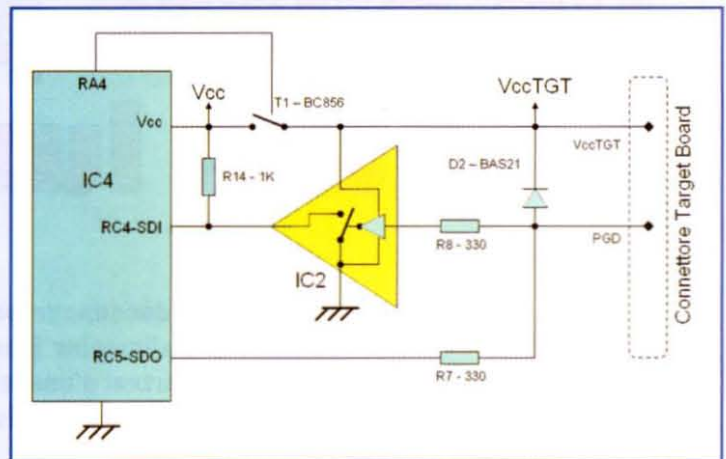 RA4
T1 – BC856
Vcc
VccTGT
Vcc
VccTGT
D2 – BAS21
R14 - 1K
IC4
RC4-SDI
R8 - 330
PGD
IC2
RC5-SDO
R7 - 330
Connettore Target Board